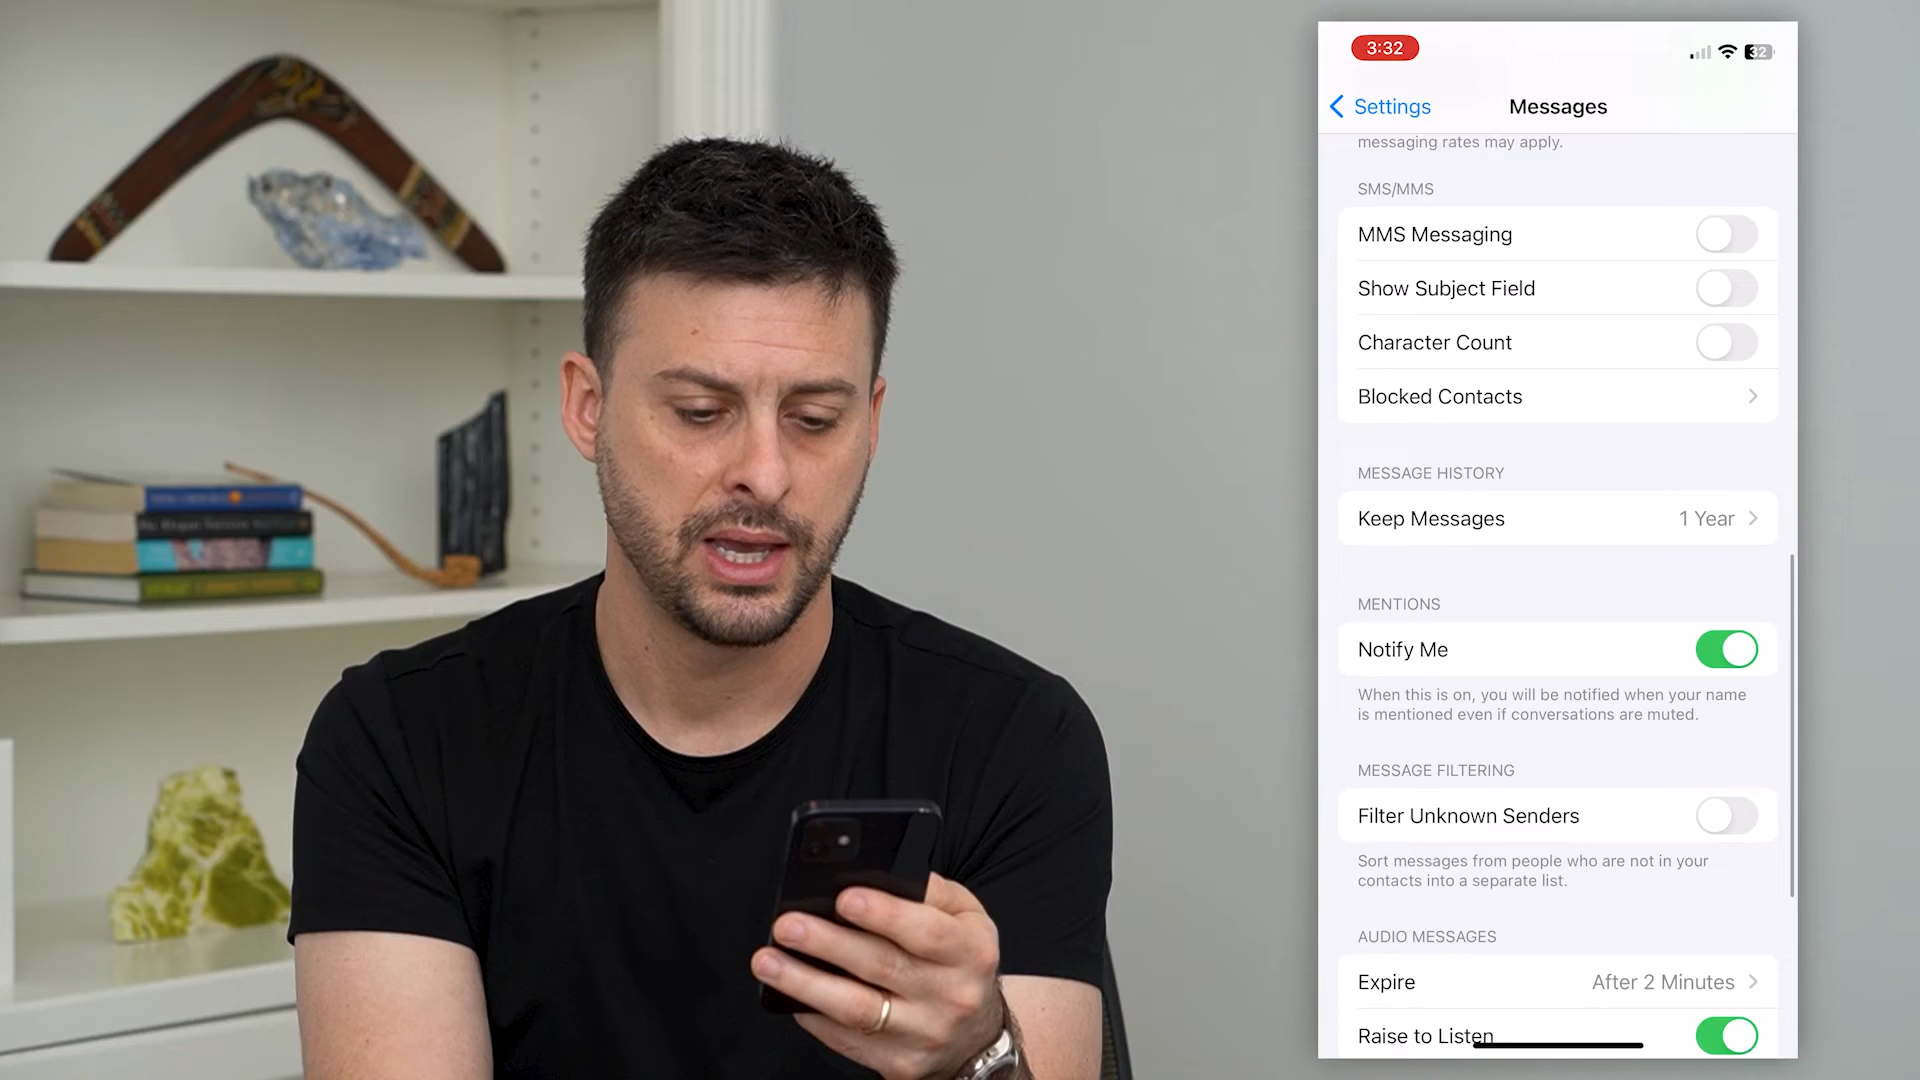 3:32
32
Settings
Messages
messaging rates may apply.
SMS/MMS
MMS Messaging
Show Subject Field
Character Count
Blocked Contacts
MESSAGE HISTORY
Keep Messages 1 Year
MENTIONS
Notify Me
When this is on, you will be notified when your name
is mentioned even if conversations are muted.
MESSAGE FILTERING
Filter Unknown Senders
Sort messages from people who are not in your
contacts into a separate list.
AUDIO MESSAGES
Expire After 2 Minutes
Raise to Listen